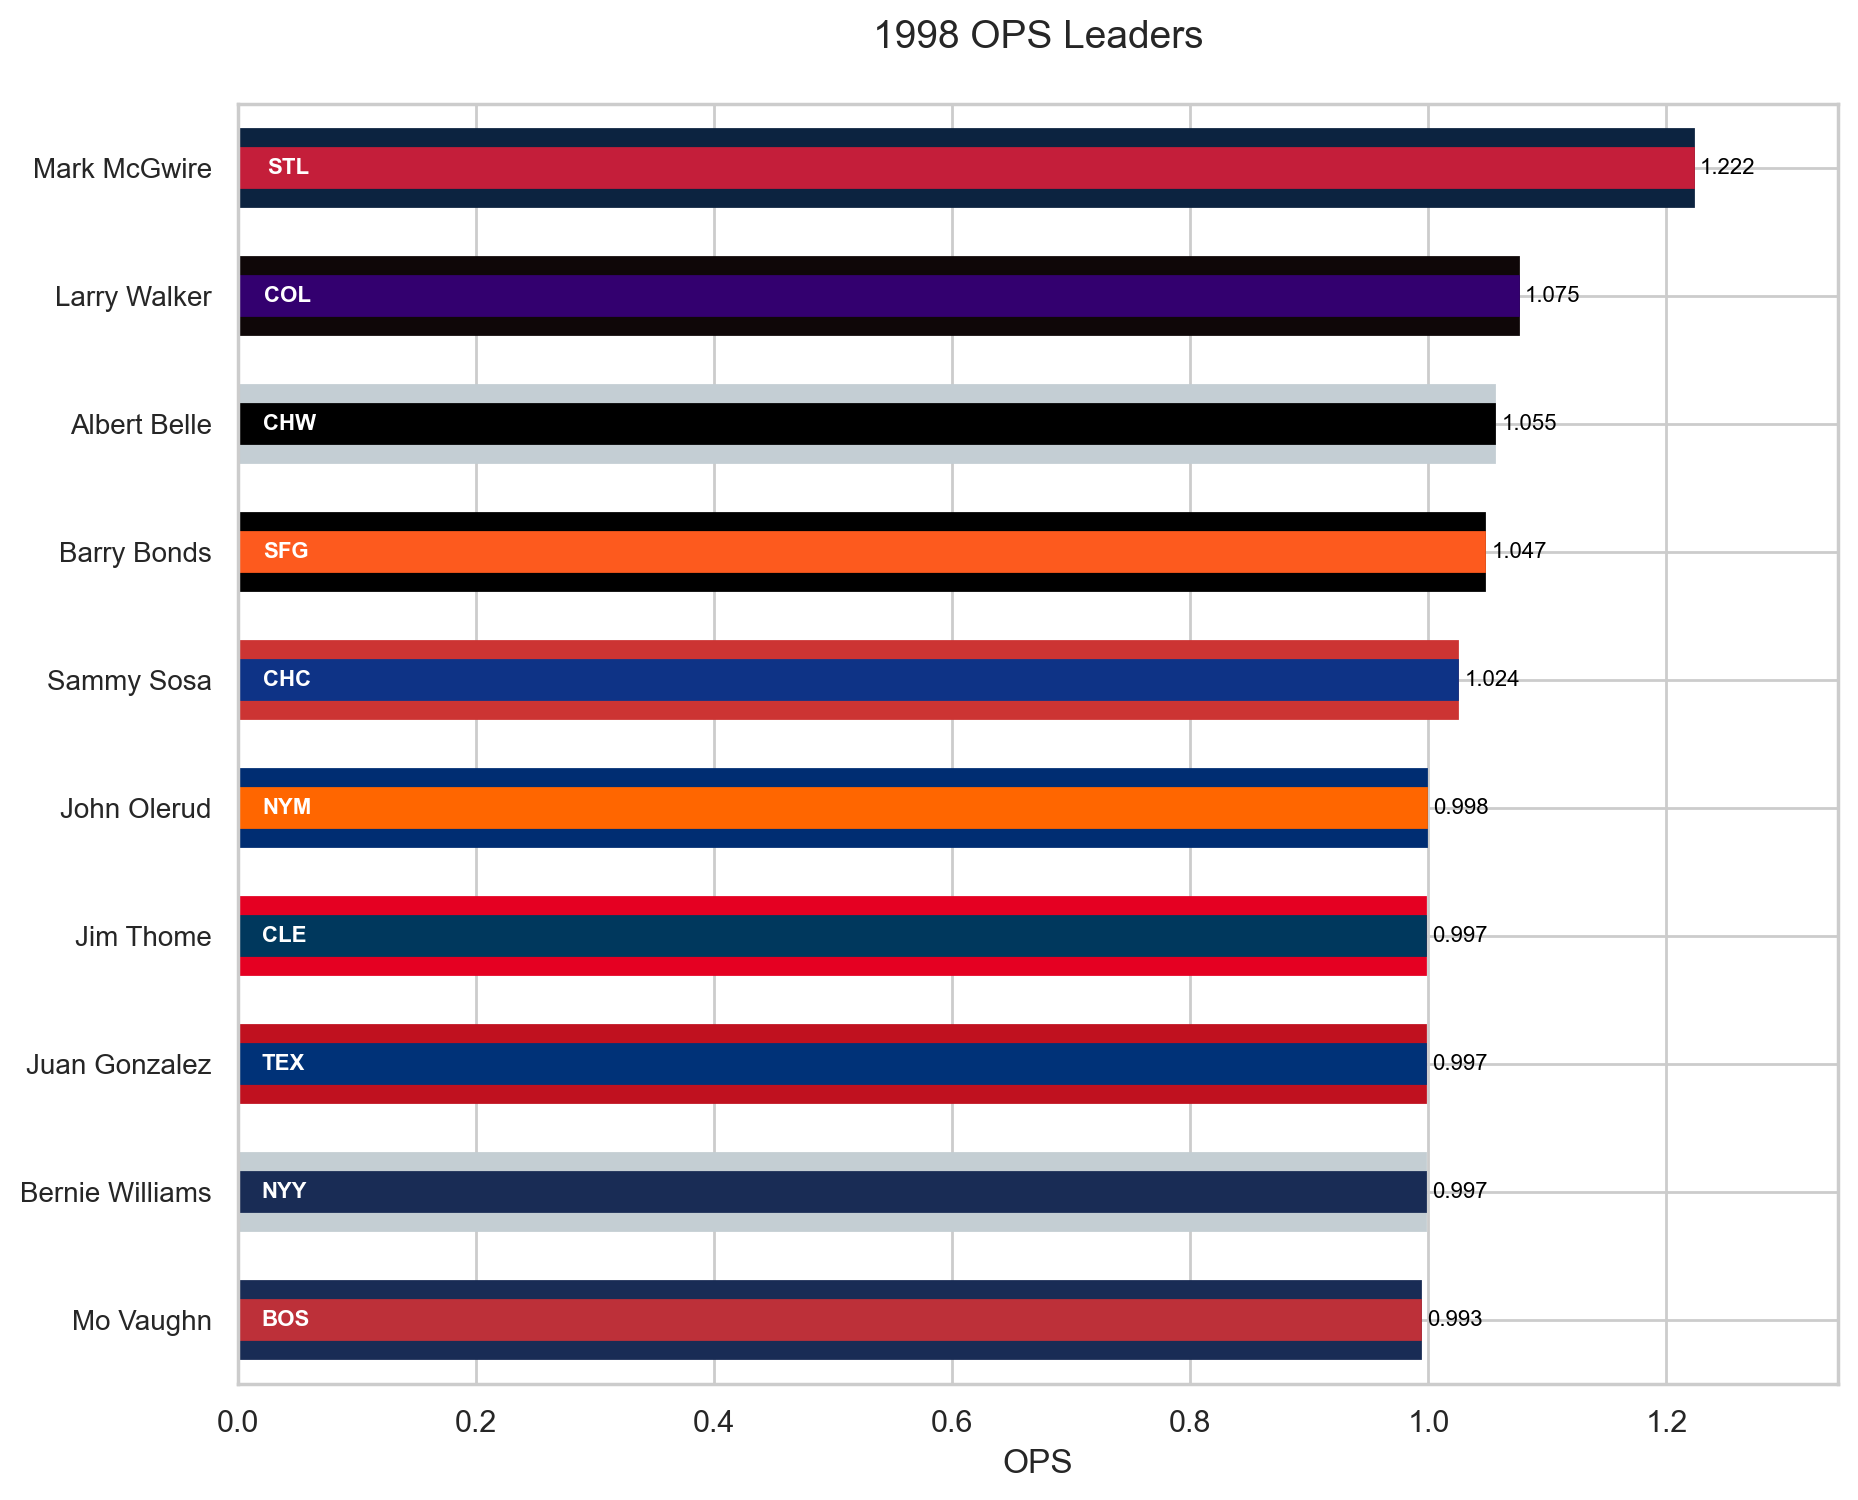 1998 OPS Leaders
Mark McGwire STL 1.222
Larry Walker COL 1.075
Albert Belle CHW 1.055
Barry Bonds SFG 1.047
Sammy Sosa CHC 1.024
John Olerud NYM 0.998
Jim Thome CLE 0.997
Juan Gonzalez TEX 0.997
Bernie Williams NYY 0.997
Mo Vaughn BOS 0.993
0.0 0.2 0.4 0.6 0.8 1.0 1.2
OPS